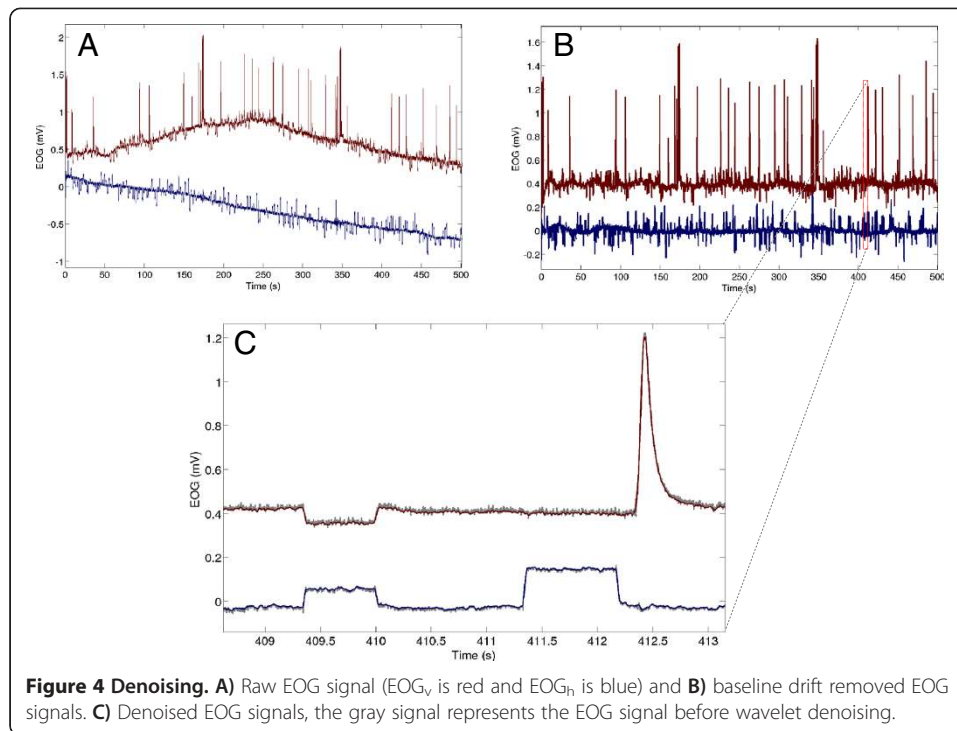 A
2
1.5
1
0.5
0
-0.5
-1
EOG (mV)
0 50 100 150 200 250 300 350 400 450 500
Time (s)
B
1.6
1.4
1.2
1
0.8
0.6
0.4
0.2
0
-0.2
EOG (mV)
0 50 100 150 200 250 300 350 400 450 500
Time (s)
C
1.2
1
0.8
0.6
0.4
0.2
0
EOG (mV)
409 409.5 410 410.5 411 411.5 412 412.5 413
Time (s)
Figure 4 Denoising. A) Raw EOG signal (EOGv is red and EOGh is blue) and B) baseline drift removed EOG
signals. C) Denoised EOG signals, the gray signal represents the EOG signal before wavelet denoising.